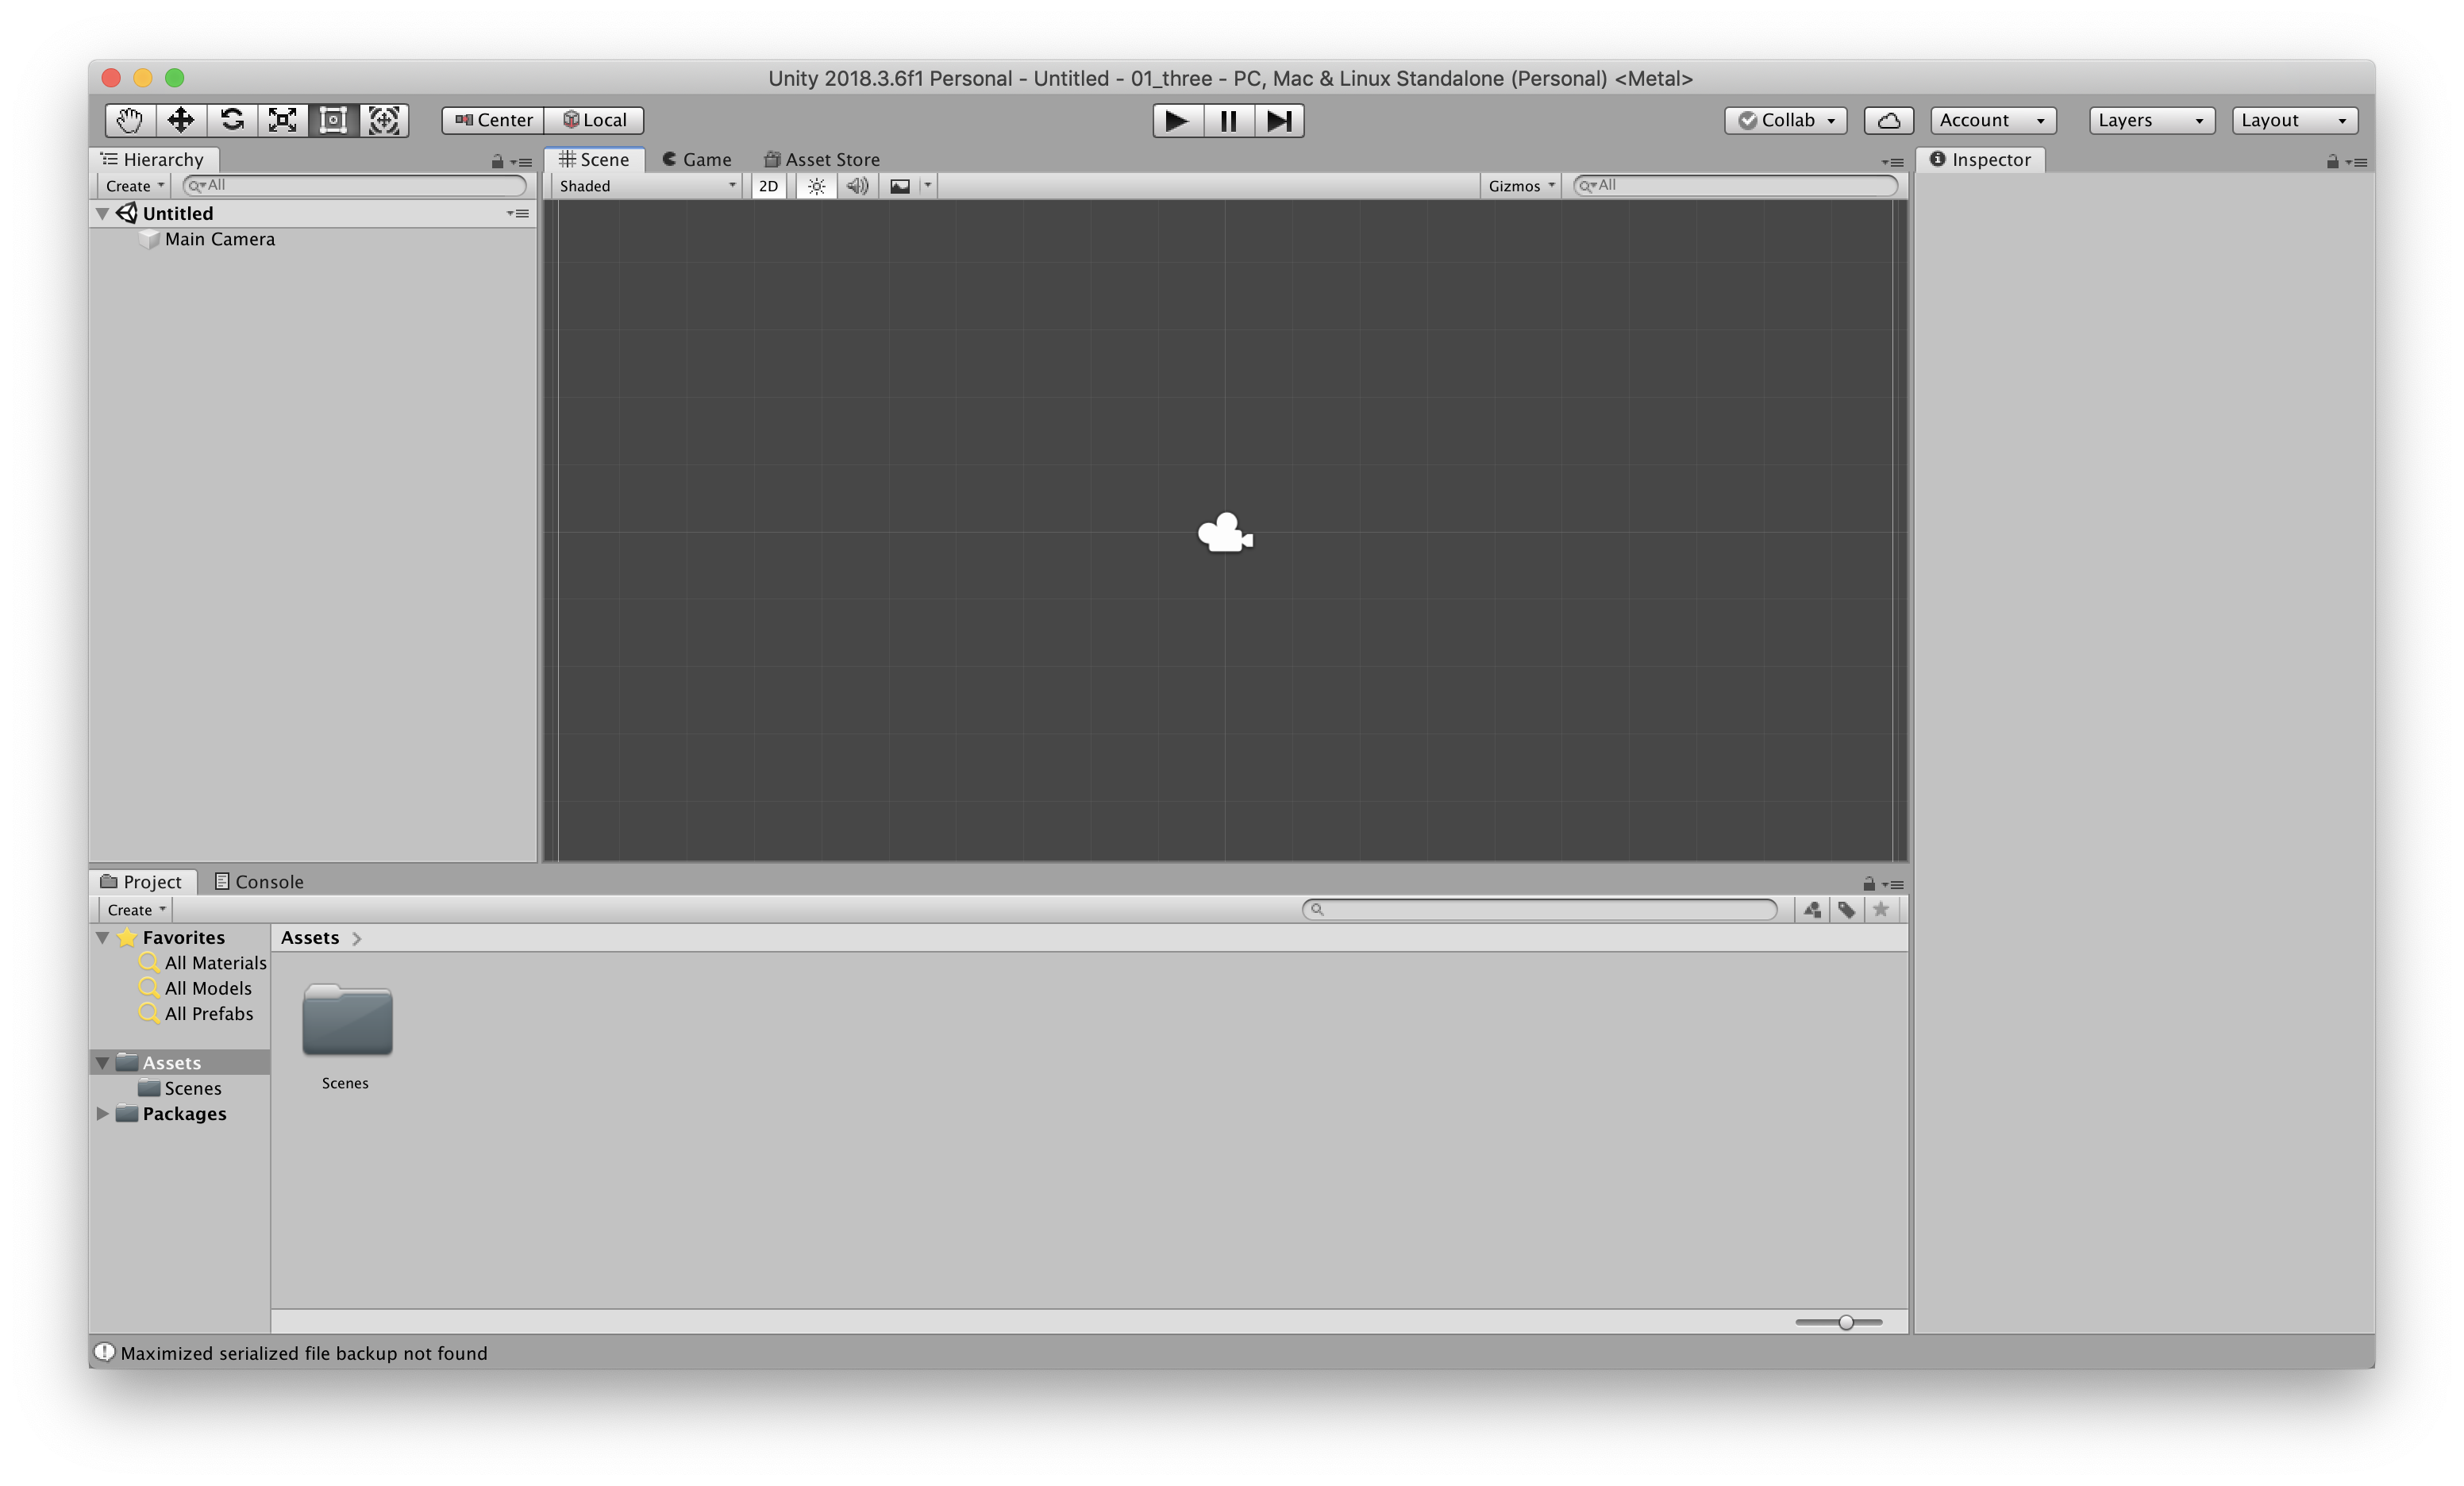 Unity 2018.3.6f1 Personal - Untitled - 01_three - PC, Mac & Linux Standalone (Personal) <Metal>
Center Local Collab Account Layers Layout
Hierarchy Scene Game Asset Store Inspector
Create All Shaded 2D Gizmos All
Untitled
Main Camera
Project Console
Create
Favorites Assets
All Materials
All Models
All Prefabs
Assets
Scenes
Scenes
Packages
Maximized serialized file backup not found